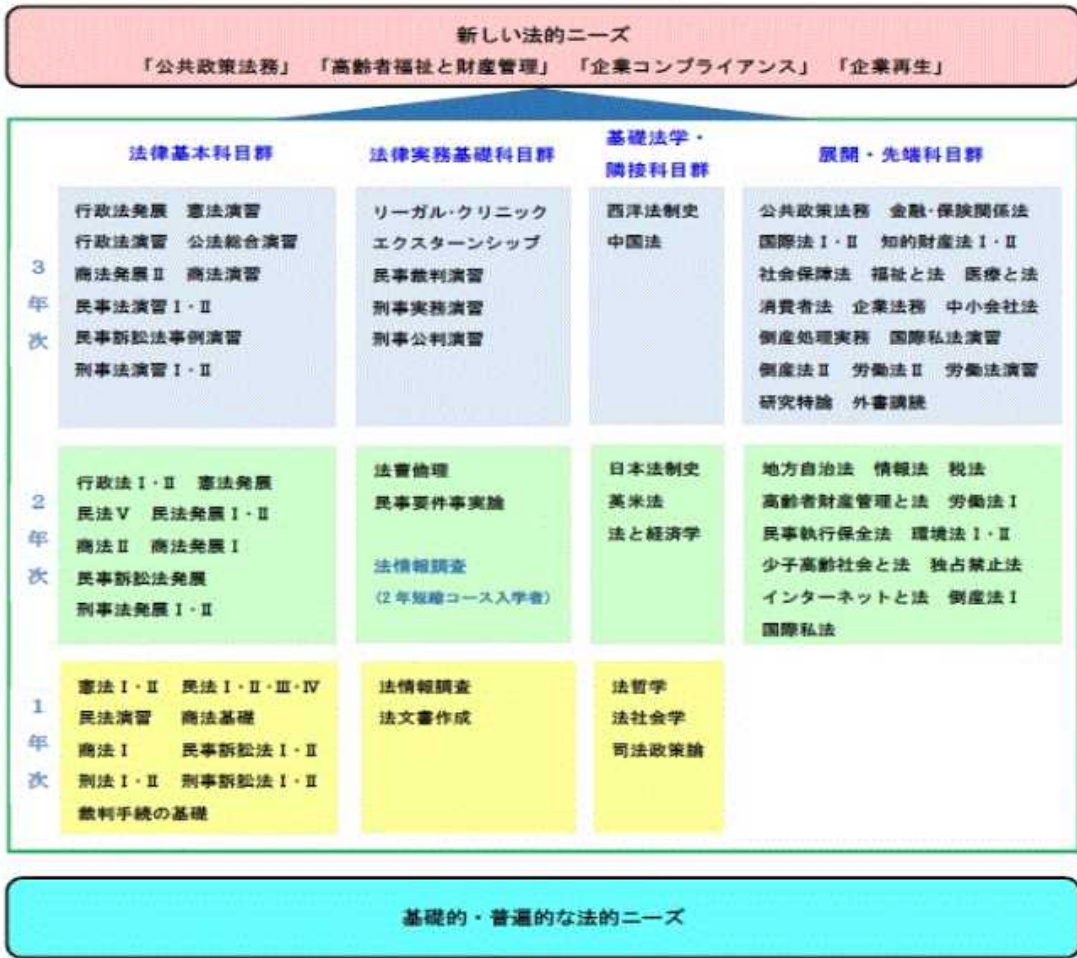 新しい法的ニーズ
「公共政策法務」　「高齢者福祉と財産管理」　「企業コンプライアンス」　「企業再生」
法律基本科目群
法律実務基礎科目群
基礎法学・
隣接科目群
展開・先端科目群
3年次
行政法発展　憲法演習
行政法演習　公法総合演習
商法発展Ⅱ　商法演習
民事法演習Ⅰ・Ⅱ
民事訴訟法事例演習
刑事法演習Ⅰ・Ⅱ
リーガル・クリニック
エクスターンシップ
民事裁判演習
刑事実務演習
刑事公判演習
西洋法制史
中国法
公共政策法務　金融・保険関係法
国際法Ⅰ・Ⅱ　知的財産法Ⅰ・Ⅱ
社会保障法　福祉と法　医療と法
消費者法　企業法務　中小会社法
倒産処理実務　国際私法演習
倒産法Ⅱ　労働法Ⅱ　労働法演習
研究特論　外書講読
2年次
行政法Ⅰ・Ⅱ　憲法発展
民法Ⅴ　民法発展Ⅰ・Ⅱ
商法Ⅱ　商法発展Ⅰ
民事訴訟法発展
刑事法発展Ⅰ・Ⅱ
法曹倫理
民事要件事実論
法情報調査
(2年短縮コース入学者)
日本法制史
英米法
法と経済学
地方自治法　情報法　税法
高齢者財産管理と法　労働法Ⅰ
民事執行保全法　環境法Ⅰ・Ⅱ
少子高齢社会と法　独占禁止法
インターネットと法　倒産法Ⅰ
国際私法
1年次
憲法Ⅰ・Ⅱ　民法Ⅰ・Ⅱ・Ⅲ・Ⅳ
民法演習　商法基礎
商法Ⅰ　民事訴訟法Ⅰ・Ⅱ
刑法Ⅰ・Ⅱ　刑事訴訟法Ⅰ・Ⅱ
裁判手続の基礎
法情報調査
法文書作成
法哲学
法社会学
司法政策論
基礎的・普遍的な法的ニーズ